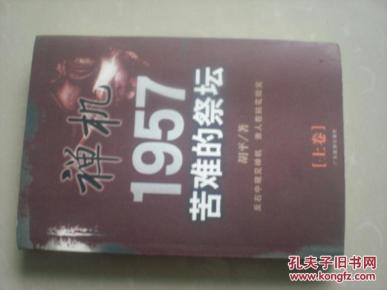 禅机
1957
苦难的祭坛
胡平/著
[上卷]
孔夫子旧书网